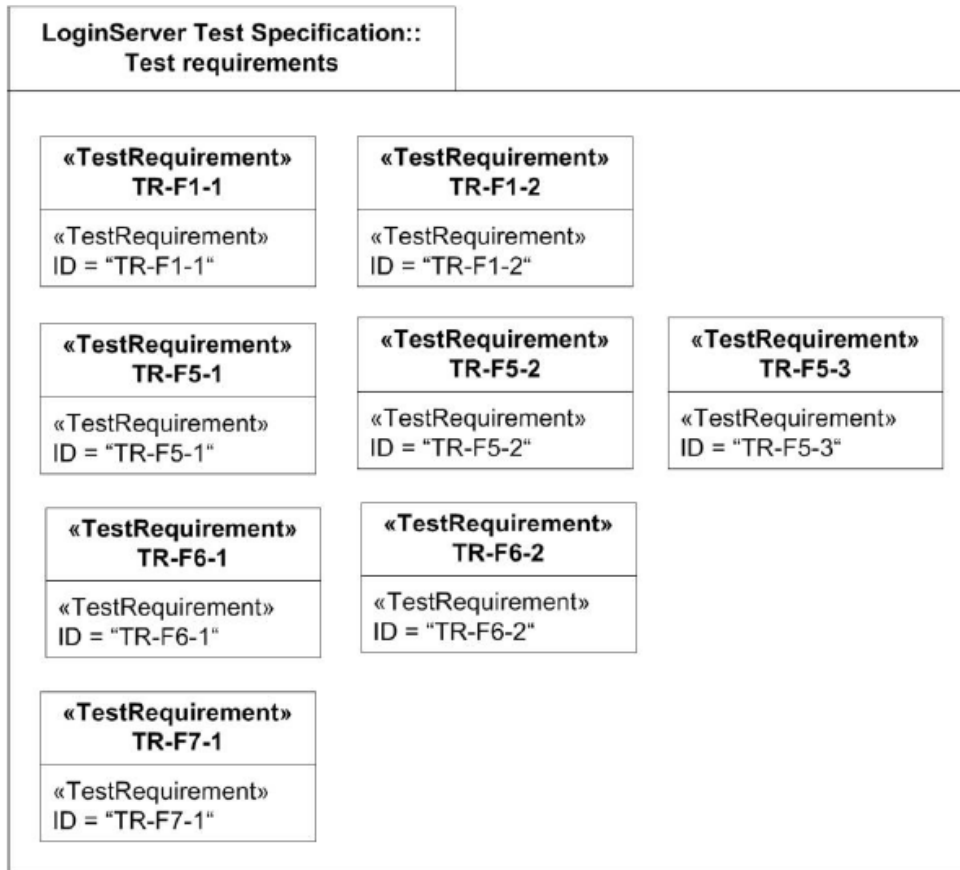 LoginServer Test Specification::
Test requirements
«TestRequirement»
TR-F1-1
«TestRequirement»
ID = “TR-F1-1“
«TestRequirement»
TR-F1-2
«TestRequirement»
ID = “TR-F1-2“
«TestRequirement»
TR-F5-1
«TestRequirement»
ID = “TR-F5-1“
«TestRequirement»
TR-F5-2
«TestRequirement»
ID = “TR-F5-2“
«TestRequirement»
TR-F5-3
«TestRequirement»
ID = “TR-F5-3“
«TestRequirement»
TR-F6-1
«TestRequirement»
ID = “TR-F6-1“
«TestRequirement»
TR-F6-2
«TestRequirement»
ID = “TR-F6-2“
«TestRequirement»
TR-F7-1
«TestRequirement»
ID = “TR-F7-1“